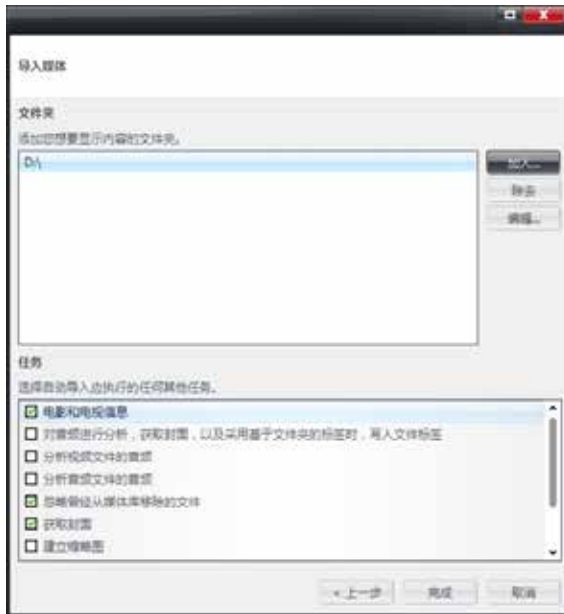 导入媒体
文件夹
添加您想要显示内容的文件夹。
D:\
加入...
除去
编辑...
任务
选择自动导入应执行的任何其他任务。
电影和电视信息
对音频进行分析，获取封面，以及采用基于文件夹的标签时，写入文件标签
分析视频文件的音频
分析音频文件的音频
忽略曾经从媒体库移除的文件
获取封面
建立缩略图
< 上一步
完成
取消